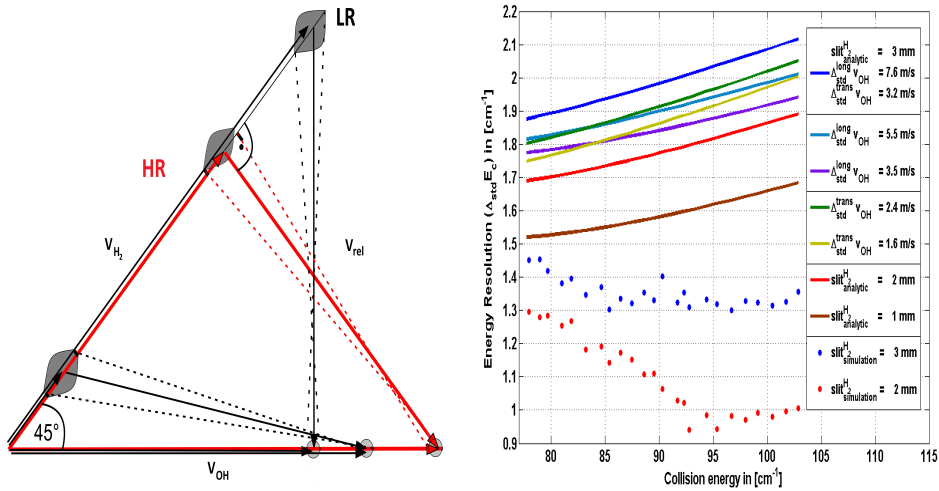 LR
HR
V_H₂
V_rel
45°
V_OH
Energy Resolution (Δ_std E_c) in [cm⁻¹]
2.2
2.1
2
1.9
1.8
1.7
1.6
1.5
1.4
1.3
1.2
1.1
1
0.9
80 85 90 95 100 105 110 115
Collision energy in [cm⁻¹]
slit^H₂_analytic = 3 mm
Δ^long_std v_OH = 7.6 m/s
Δ^trans_std v_OH = 3.2 m/s
Δ^long_std v_OH = 5.5 m/s
Δ^long_std v_OH = 3.5 m/s
Δ^trans_std v_OH = 2.4 m/s
Δ^trans_std v_OH = 1.6 m/s
slit^H₂_analytic = 2 mm
slit^H₂_analytic = 1 mm
slit^H₂_simulation = 3 mm
slit^H₂_simulation = 2 mm